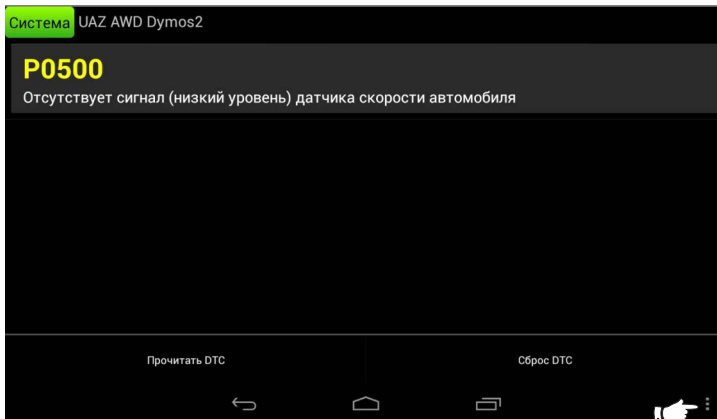 Система UAZ AWD Dymos2
P0500
Отсутствует сигнал (низкий уровень) датчика скорости автомобиля
Прочитать DTC Сброс DTC